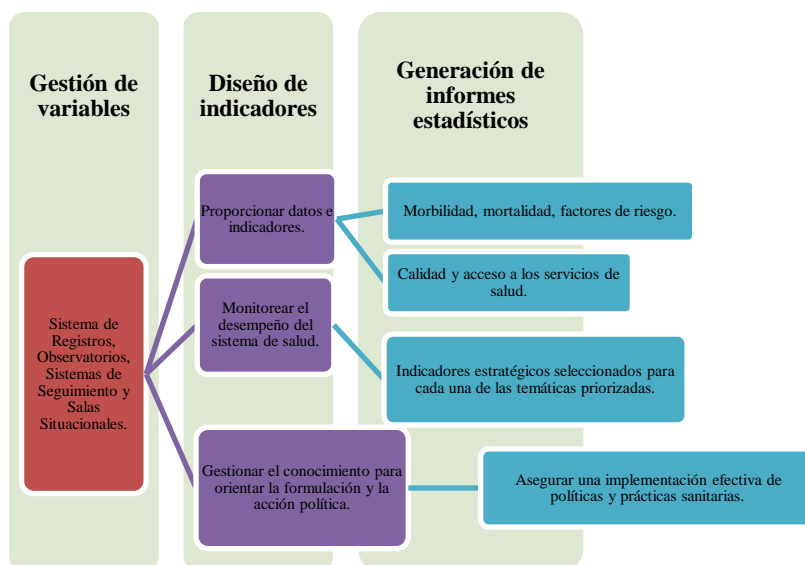 Gestión de
variables
Diseño de
indicadores
Generación de
informes
estadísticos
Sistema de
Registros,
Observatorios,
Sistemas de
Seguimiento y
Salas
Situacionales.
Proporcionar datos e
indicadores.
Monitorear el
desempeño del
sistema de salud.
Gestionar el conocimiento para
orientar la formulación y la
acción política.
Morbilidad, mortalidad, factores de riesgo.
Calidad y acceso a los servicios de
salud.
Indicadores estratégicos seleccionados para
cada una de las temáticas priorizadas.
Asegurar una implementación efectiva de
políticas y prácticas sanitarias.